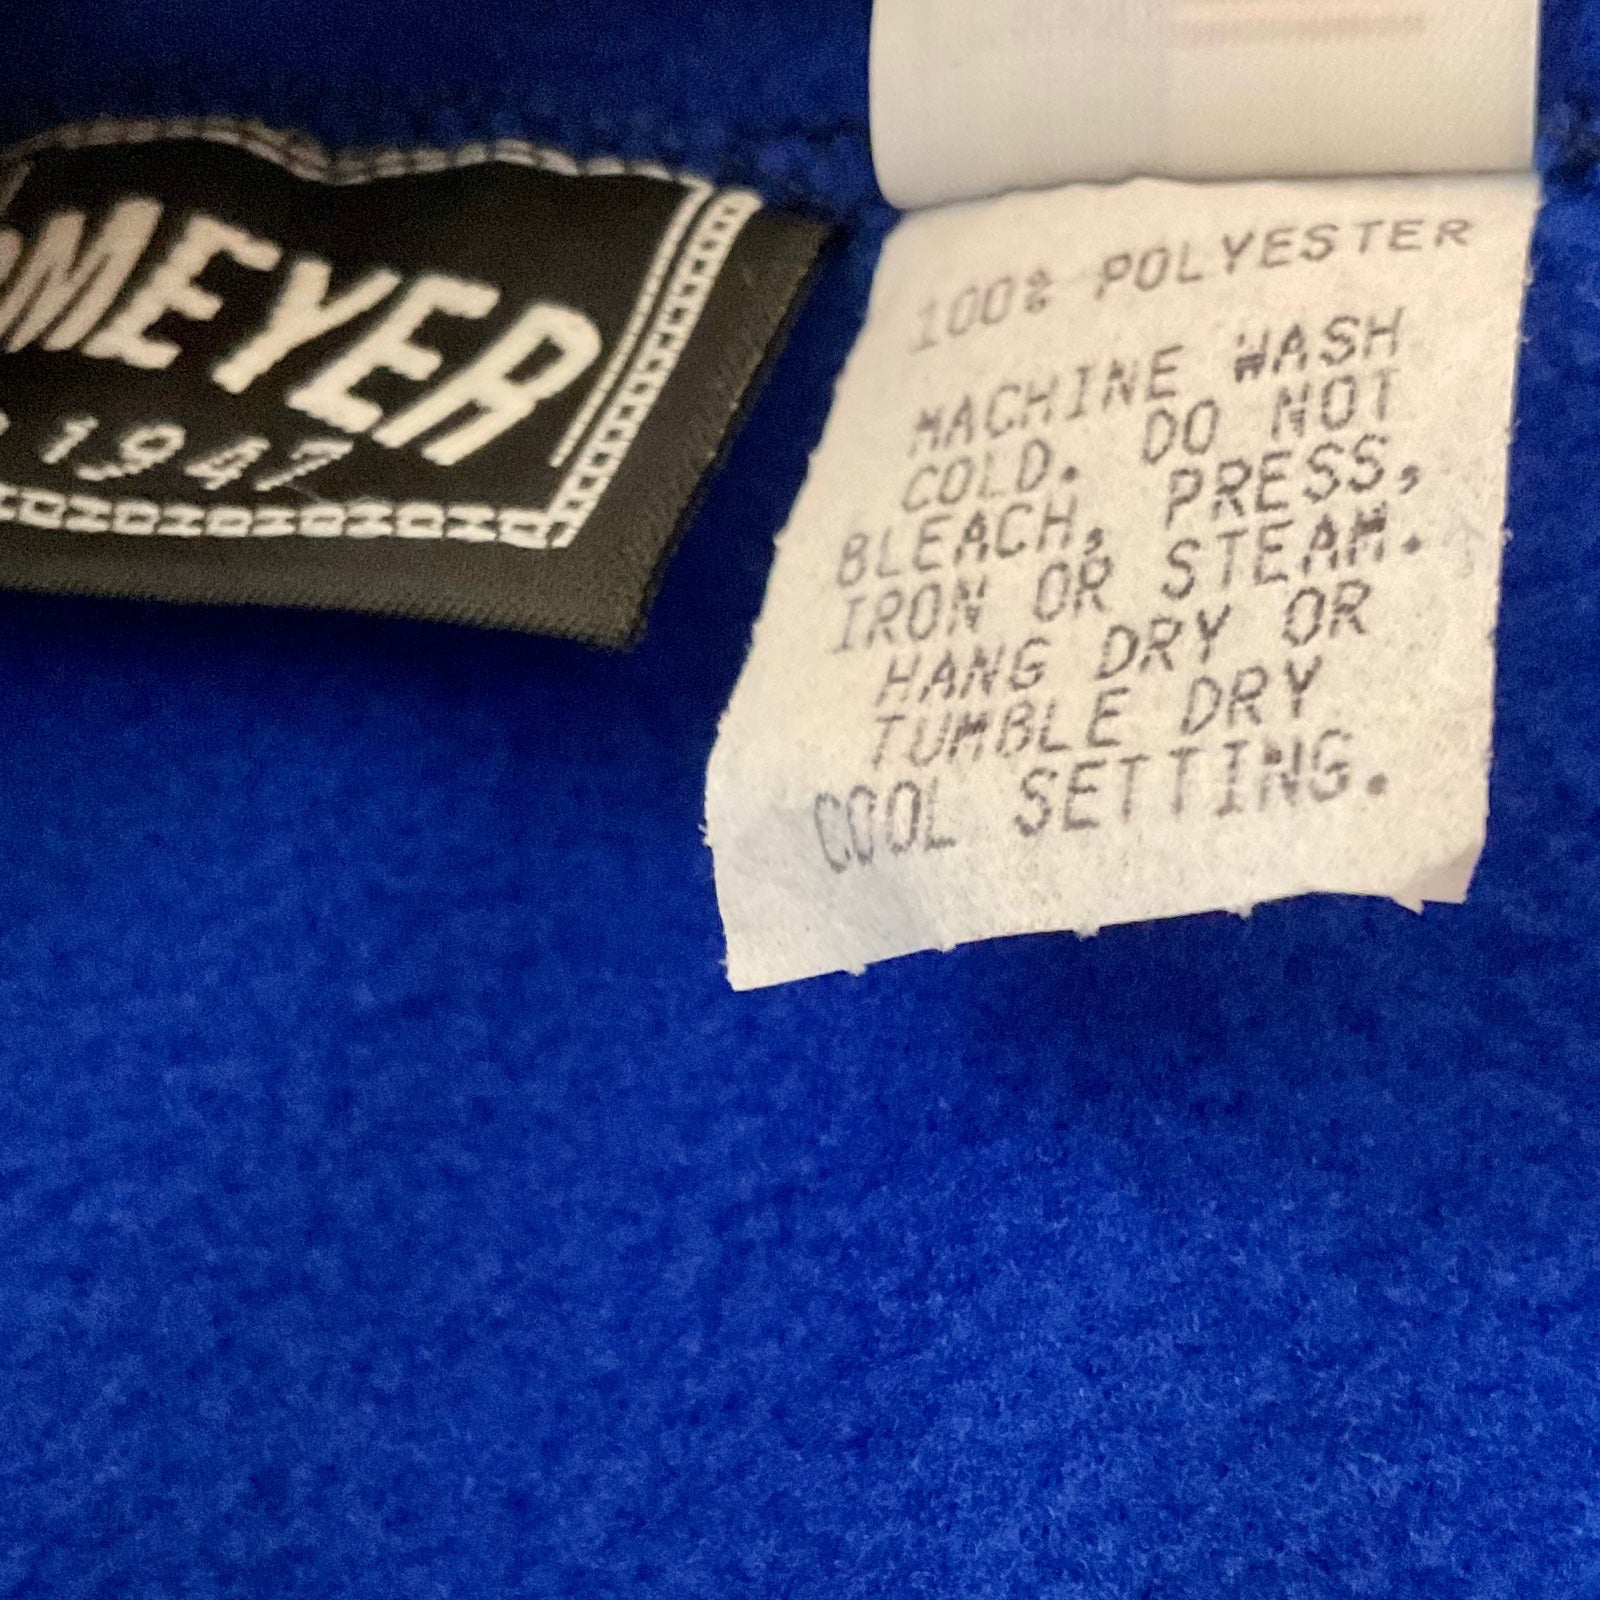 MEYER
1947
100% POLYESTER
MACHINE WASH
COLD. DO NOT
BLEACH, PRESS,
IRON OR STEAM.
HANG DRY OR
TUMBLE DRY
COOL SETTING.